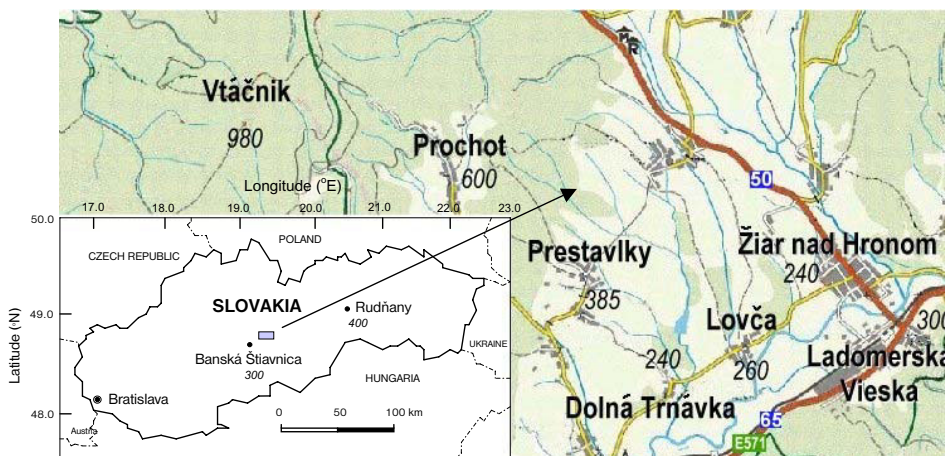 Vtáčnik
980
Prochot
600
Longitude (°E)
17.0 18.0 19.0 20.0 21.0 22.0 23.0
50.0
49.0
48.0
Latitude (°N)
CZECH REPUBLIC
POLAND
SLOVAKIA
Rudňany
400
Banská Štiavnica
300
UKRAINE
HUNGARY
Bratislava
Austria
0 50 100 km
50
Žiar nad Hronom
240
Prestavlky
385
Lovča
260
300
240
Ladomerská
Vieska
Dolná Trnávka
65
E571